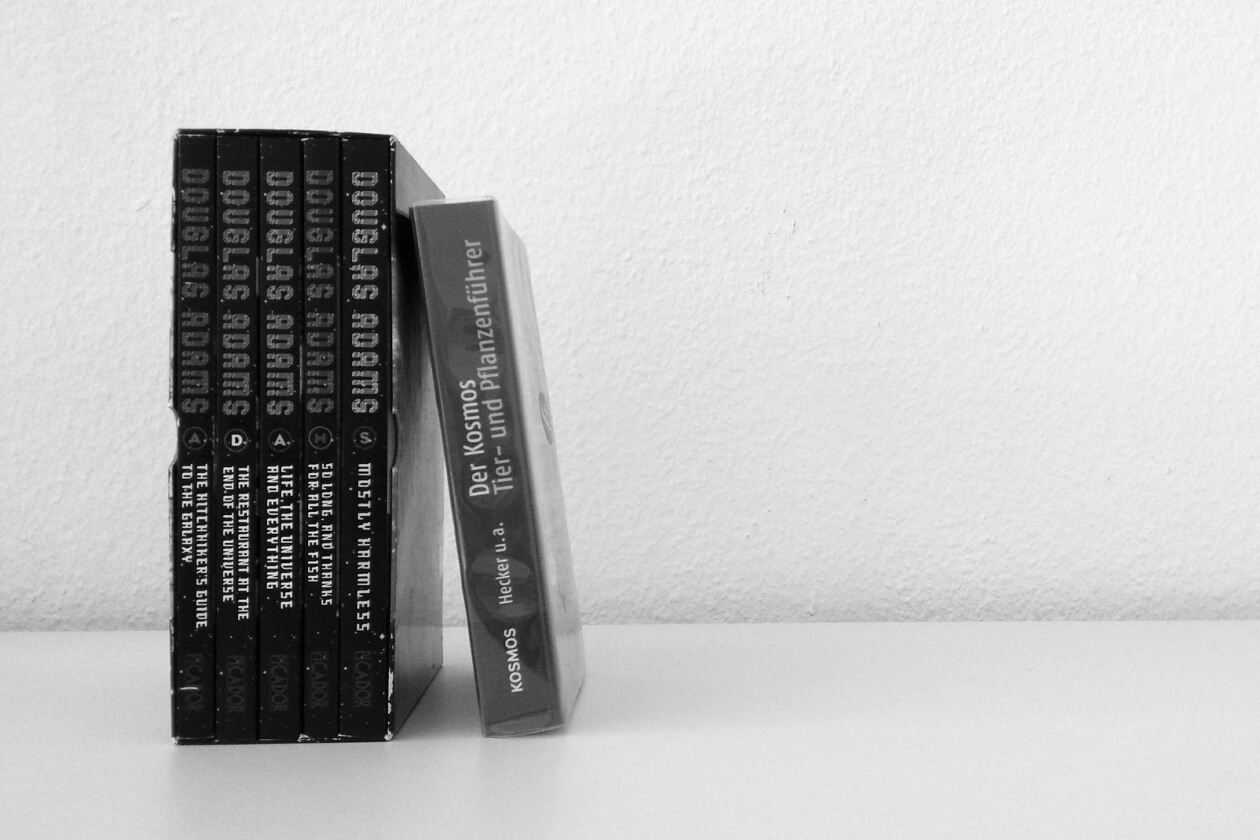 DOUGLAS ADAMS
A
THE HITCHHIKER'S GUIDE
TO THE GALAXY
PICADOR
DOUGLAS ADAMS
D
THE RESTAURANT AT THE
END OF THE UNIVERSE
PICADOR
DOUGLAS ADAMS
A
LIFE, THE UNIVERSE
AND EVERYTHING
PICADOR
DOUGLAS ADAMS
M
SO LONG, AND THANKS
FOR ALL THE FISH
PICADOR
DOUGLAS ADAMS
S
MOSTLY HARMLESS
PICADOR
Der Kosmos
Tier- und Pflanzenführer
Hecker u.a.
KOSMOS